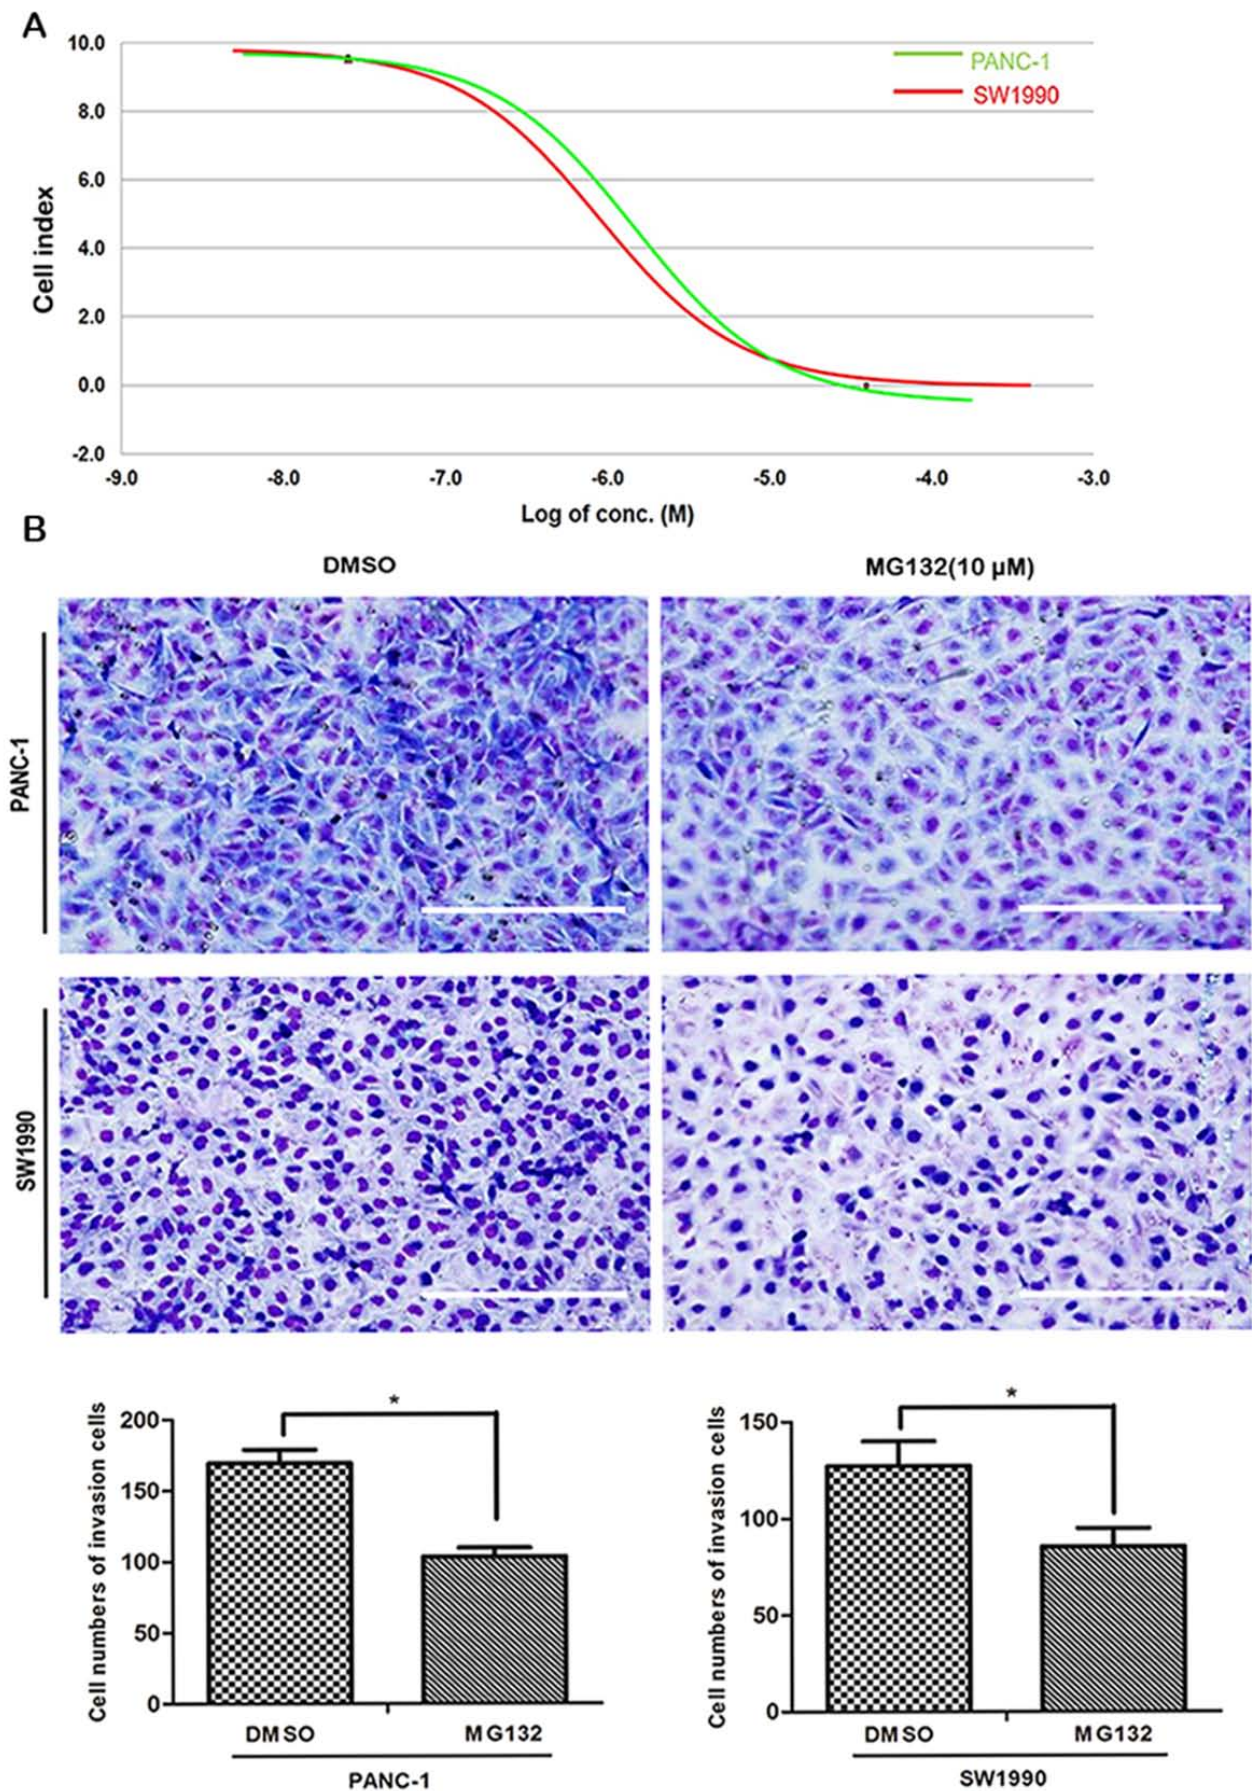 A
10.0
8.0
6.0
4.0
2.0
0.0
-2.0
Cell index
PANC-1
SW1990
-9.0 -8.0 -7.0 -6.0 -5.0 -4.0 -3.0
Log of conc. (M)
B
DMSO MG132(10 μM)
PANC-1
SW1990
Cell numbers of invasion cells
200
150
100
50
0
*
DMSO MG132
PANC-1
Cell numbers of invasion cells
150
100
50
0
*
DMSO MG132
SW1990